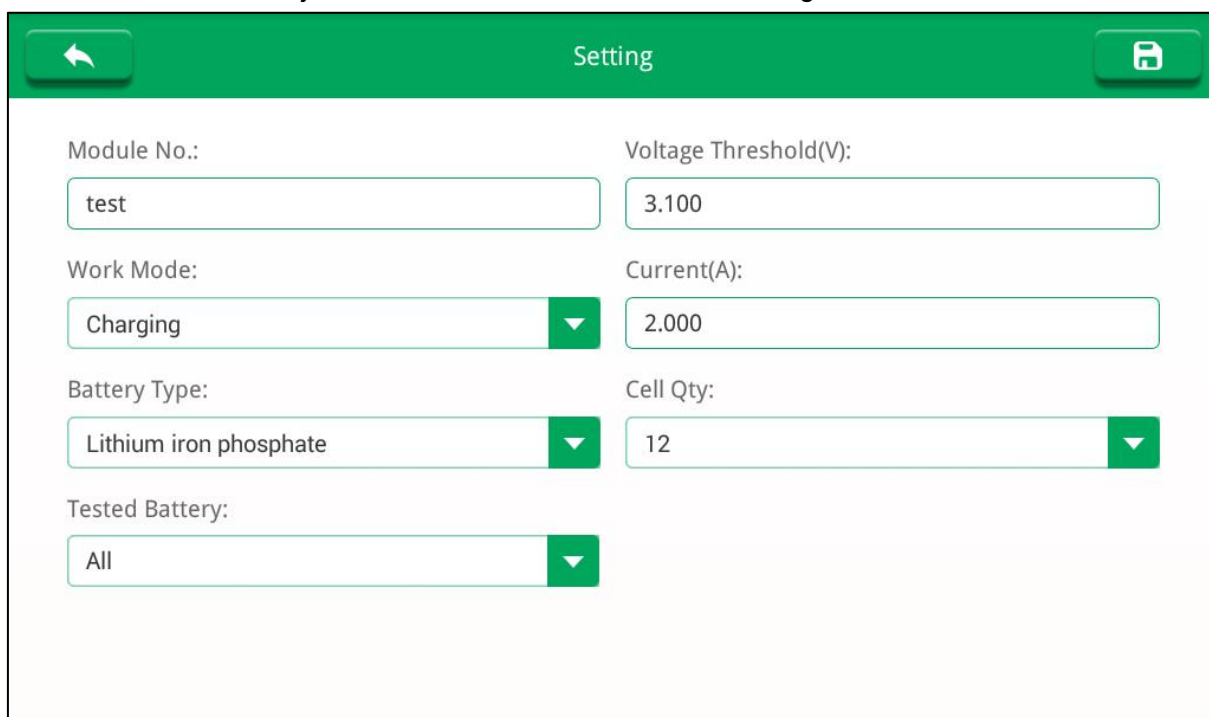 Setting
Module No.:
test
Voltage Threshold(V):
3.100
Work Mode:
Charging
Current(A):
2.000
Battery Type:
Lithium iron phosphate
Cell Qty:
12
Tested Battery:
All